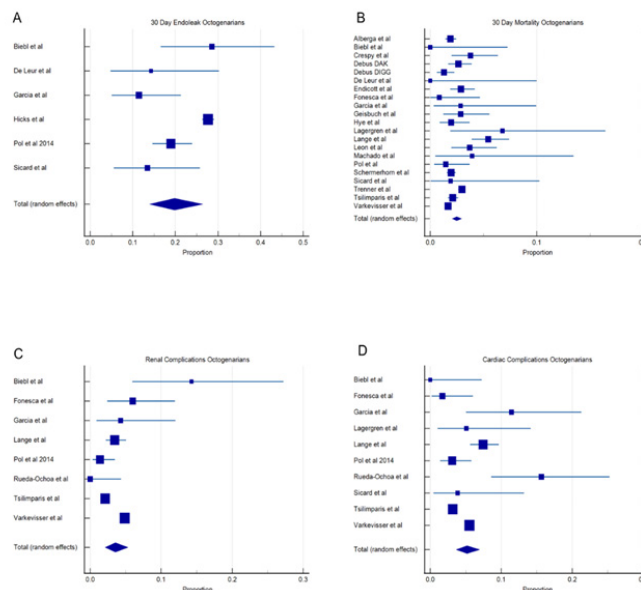 A
30 Day Endoleak Octogenarians
Biebl et al
De Leur et al
Garcia et al
Hicks et al
Pol et al 2014
Sicard et al
Total (random effects)
0.0 0.1 0.2 0.3 0.4 0.5
Proportion
B
30 Day Mortality Octogenarians
Alberga et al
Biebl et al
Crespy et al
Debus DAK
Debus DIGG
De Leur et al
Endicott et al
Fonesca et al
Garcia et al
Geisbuch et al
Hye et al
Lagergren et al
Lange et al
Leon et al
Machado et al
Pol et al
Schermerhorn et al
Sicard et al
Trenner et al
Tsilimparis et al
Varkevisser et al
Total (random effects)
0.0 0.1
Proportion
C
Renal Complications Octogenarians
Biebl et al
Fonesca et al
Garcia et al
Lange et al
Pol et al 2014
Rueda-Ochoa et al
Tsilimparis et al
Varkevisser et al
Total (random effects)
0.0 0.1 0.2 0.3
Proportion
D
Cardiac Complications Octogenarians
Biebl et al
Fonesca et al
Garcia et al
Lagergren et al
Lange et al
Pol et al 2014
Rueda-Ochoa et al
Sicard et al
Tsilimparis et al
Varkevisser et al
Total (random effects)
0.0 0.1 0.2
Proportion